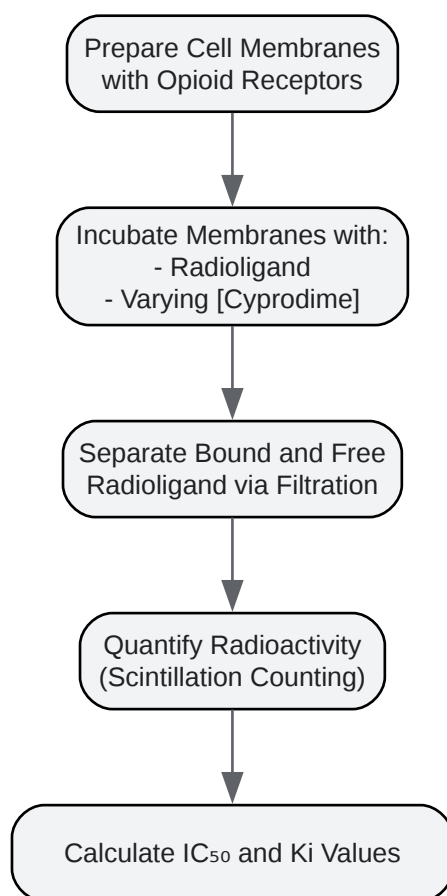 Prepare Cell Membranes
with Opioid Receptors
Incubate Membranes with:
- Radioligand
- Varying [Cyprodime]
Separate Bound and Free
Radioligand via Filtration
Quantify Radioactivity
(Scintillation Counting)
Calculate IC₅₀ and Ki Values